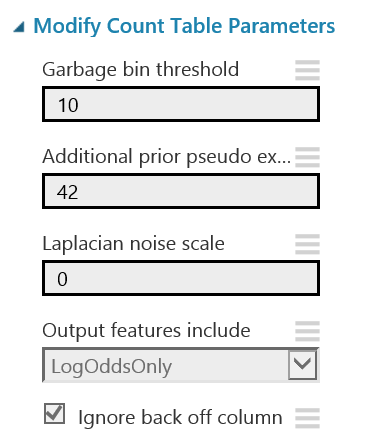 Modify Count Table Parameters
Garbage bin threshold
10
Additional prior pseudo ex...
42
Laplacian noise scale
0
Output features include
LogOddsOnly
Ignore back off column